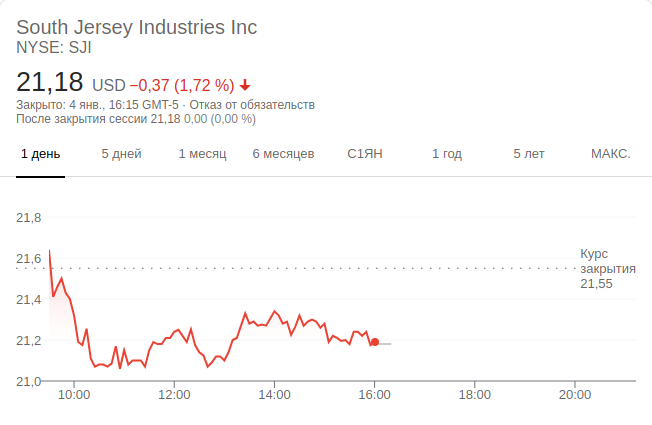 South Jersey Industries Inc
NYSE: SJI
21,18 USD −0,37 (1,72 %)
Закрыто: 4 янв., 16:15 GMT-5 · Отказ от обязательств
После закрытия сессии 21,18 0,00 (0,00 %)
1 день 5 дней 1 месяц 6 месяцев С1ЯН 1 год 5 лет МАКС.
21,8
21,6
21,4
21,2
21,0
Курс
закрытия
21,55
10:00 12:00 14:00 16:00 18:00 20:00